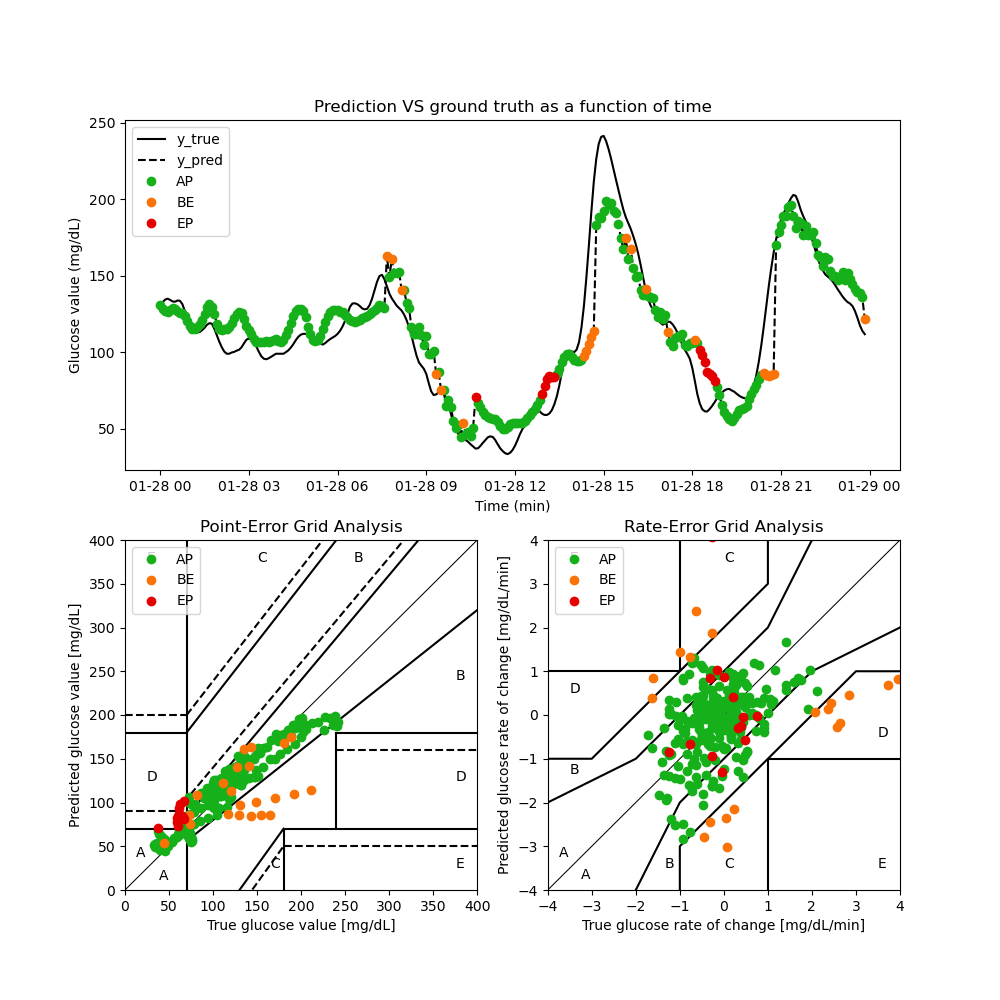 Prediction VS ground truth as a function of time
250
200
150
100
50
Glucose value (mg/dL)
y_true
y_pred
AP
BE
EP
01-28 00 01-28 03 01-28 06 01-28 09 01-28 12 01-28 15 01-28 18 01-28 21 01-29 00
Time (min)
Point-Error Grid Analysis
400
350
300
250
200
150
100
50
0
Predicted glucose value [mg/dL]
AP
BE
EP
C B
B
D D
A
A C E
0 50 100 150 200 250 300 350 400
True glucose value [mg/dL]
Rate-Error Grid Analysis
4
3
2
1
0
−1
−2
−3
−4
Predicted glucose rate of change [mg/dL/min]
AP
BE
EP
C
D
D
B
A
A B C E
−4 −3 −2 −1 0 1 2 3 4
True glucose rate of change [mg/dL/min]